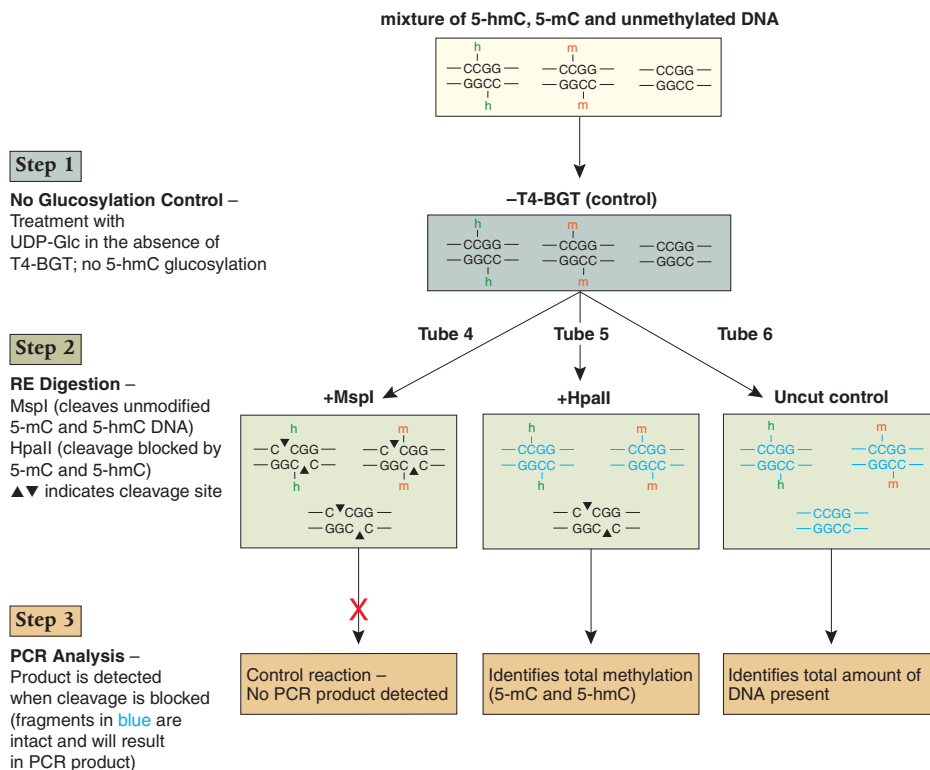 mixture of 5-hmC, 5-mC and unmethylated DNA
h m
CCGG CCGG CCGG
GGCC GGCC GGCC
h m
Step 1
No Glucosylation Control –
Treatment with
UDP-Glc in the absence of
T4-BGT; no 5-hmC glucosylation
–T4-BGT (control)
h m
CCGG CCGG CCGG
GGCC GGCC GGCC
h m
Tube 4 Tube 5 Tube 6
Step 2
RE Digestion –
MspI (cleaves unmodified
5-mC and 5-hmC DNA)
HpaII (cleavage blocked by
5-mC and 5-hmC)
▲▼ indicates cleavage site
+MspI
h m
C▼CGG C▼CGG
GGC▲C GGC▲C
h m
C▼CGG
GGC▲C
+HpaII
h m
CCGG CCGG
GGCC GGCC
h m
C▼CGG
GGC▲C
Uncut control
h m
CCGG CCGG
GGCC GGCC
h m
CCGG
GGCC
X
Step 3
PCR Analysis –
Product is detected
when cleavage is blocked
(fragments in blue are
intact and will result
in PCR product)
Control reaction –
No PCR product detected
Identifies total methylation
(5-mC and 5-hmC)
Identifies total amount of
DNA present